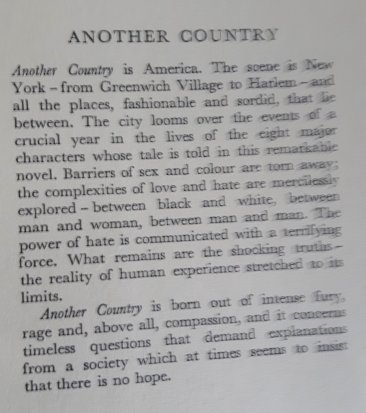 ANOTHER COUNTRY
Another Country is America. The scene is New
York – from Greenwich Village to Harlem – and
all the places, fashionable and sordid, that lie
between. The city looms over the events of a
crucial year in the lives of the eight major
characters whose tale is told in this remarkable
novel. Barriers of sex and colour are torn away;
the complexities of love and hate are mercilessly
explored – between black and white, between
man and woman, between man and man. The
power of hate is communicated with a terrifying
force. What remains are the shocking truths –
the reality of human experience stretched to its
limits.
Another Country is born out of intense fury,
rage and, above all, compassion, and it concerns
timeless questions that demand explanations
from a society which at times seems to insist
that there is no hope.